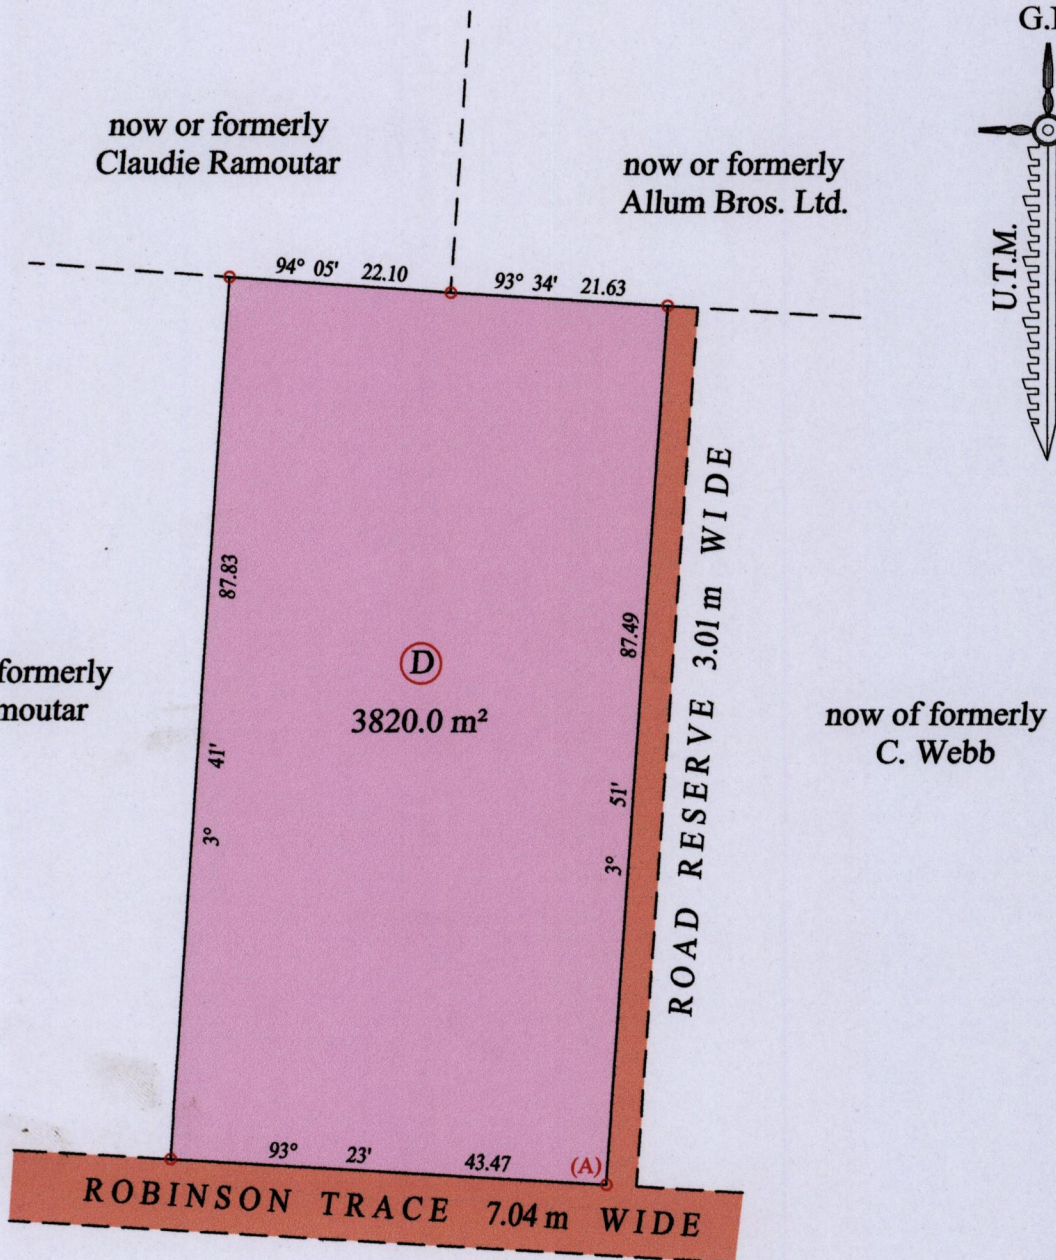 G.
now or formerly
Claudie Ramoutar
now or formerly
Allum Bros. Ltd.
U.T.M.
94° 05' 22.10
93° 34' 21.63
87.83
41'
3°
87.49
51'
3°
ROAD RESERVE 3.01 m WIDE
D
3820.0 m²
formerly
moutar
now of formerly
C. Webb
93° 23' 43.47
(A)
ROBINSON TRACE 7.04 m WIDE